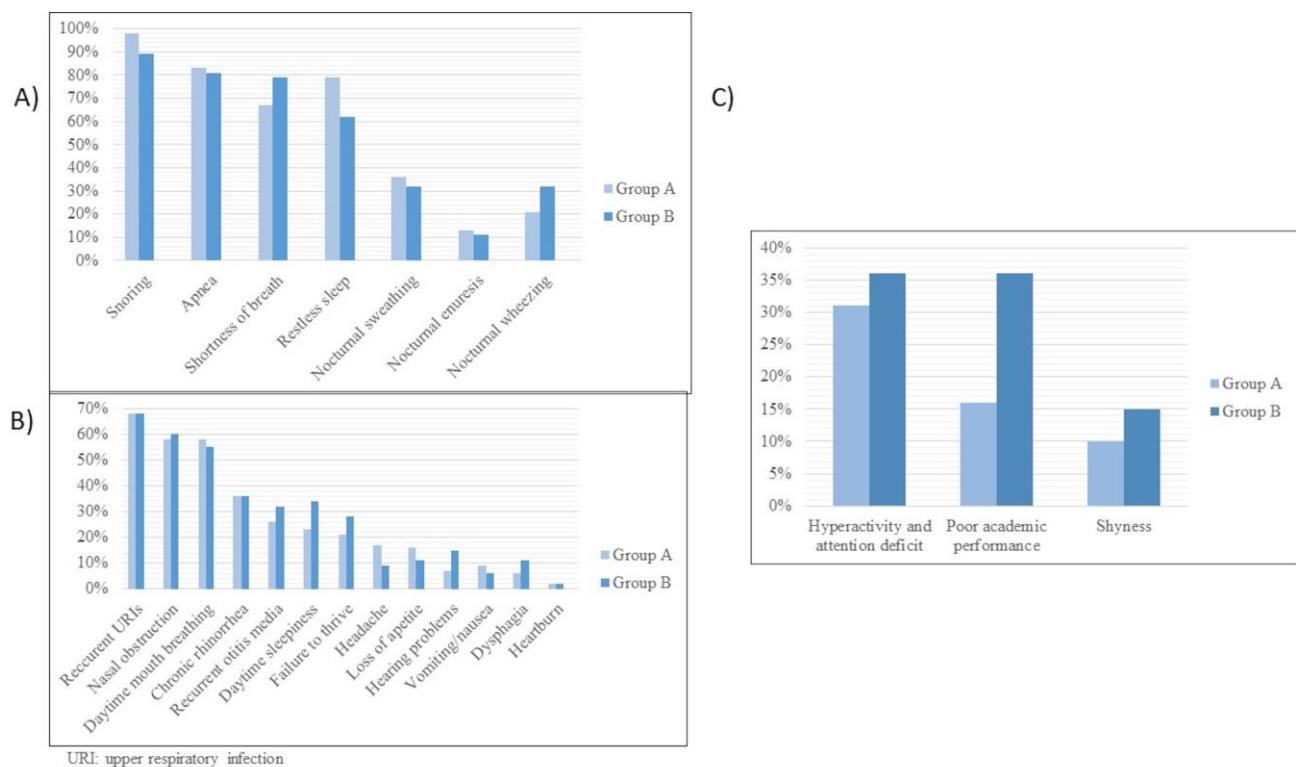 A)
100%
90%
80%
70%
60%
50%
40%
30%
20%
10%
0%
Snoring
Apnea
Shortness of breath
Restless sleep
Nocturnal sweathing
Nocturnal enuresis
Nocturnal wheezing
Group A
Group B
B)
70%
60%
50%
40%
30%
20%
10%
0%
Reccurent URIs
Nasal obstruction
Daytime mouth breathing
Chronic rhinorrhea
Recurrent otitis media
Daytime sleepiness
Failure to thrive
Headache
Loss of apetite
Hearing problems
Vomiting/nausea
Dysphagia
Heartburn
Group A
Group B
URI: upper respiratory infection
C)
40%
35%
30%
25%
20%
15%
10%
5%
0%
Hyperactivity and
attention deficit
Poor academic
performance
Shyness
Group A
Group B